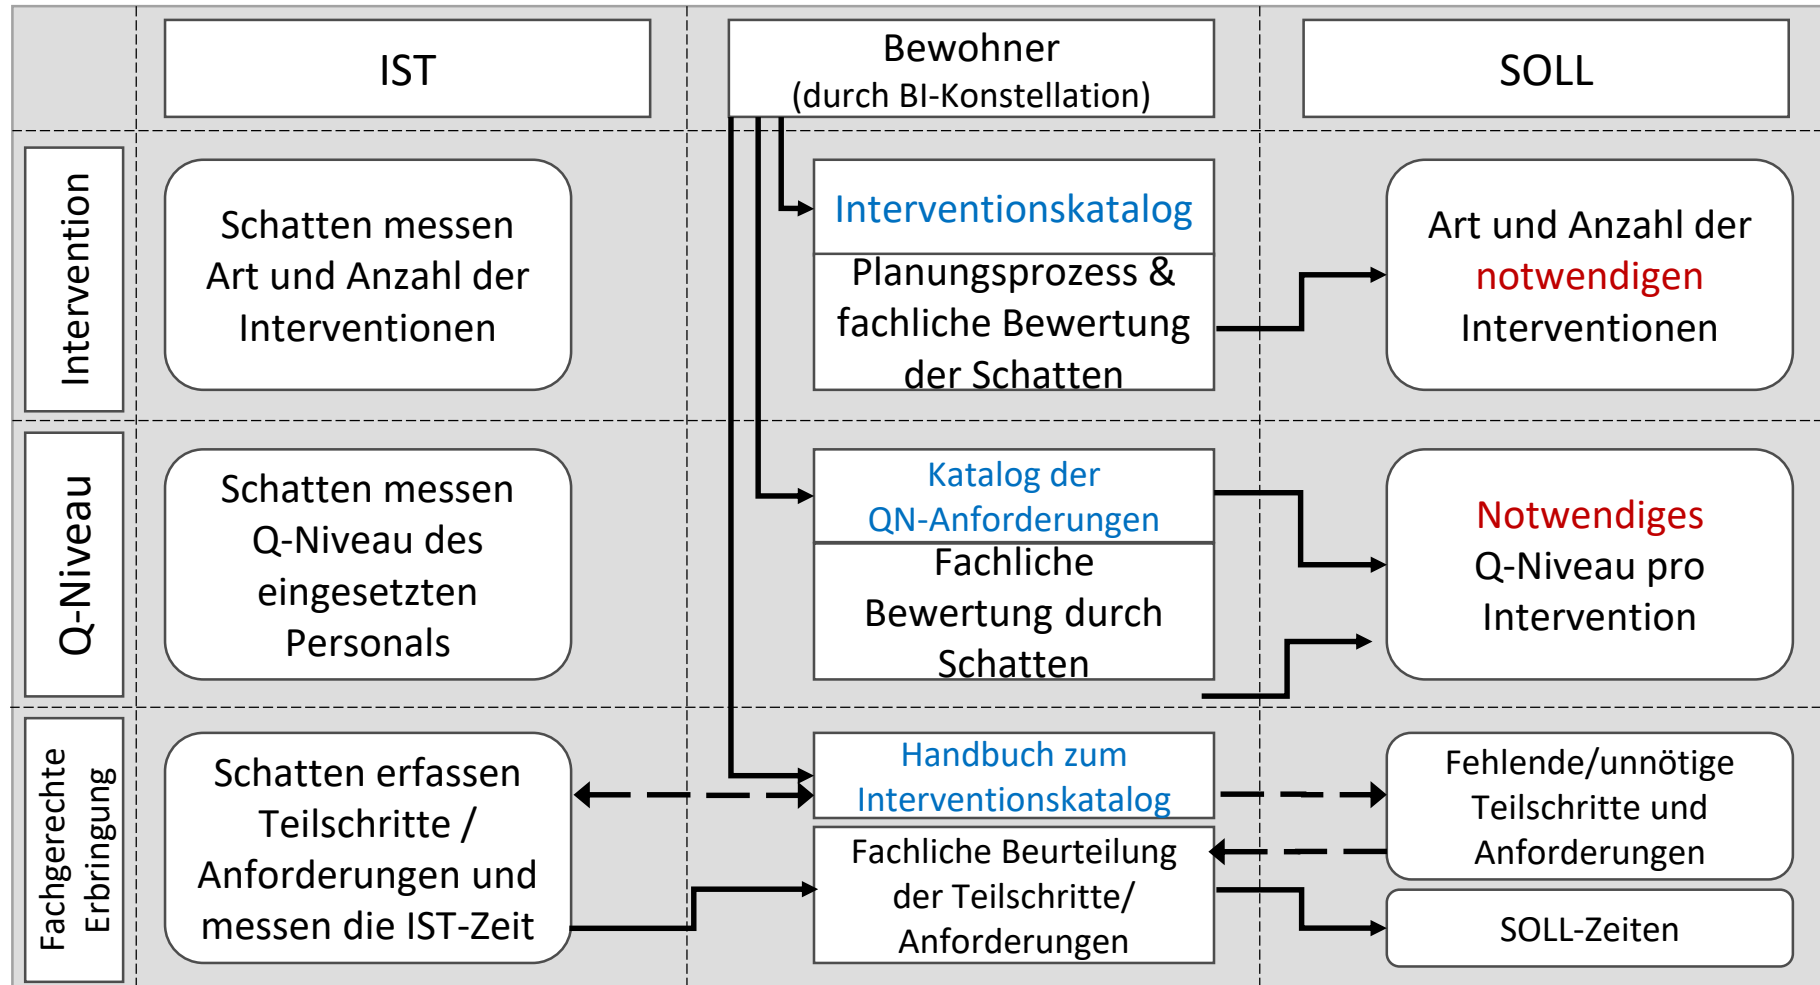 IST
Bewohner
(durch BI-Konstellation)
SOLL
Intervention
Schatten messen
Art und Anzahl der
Interventionen
Interventionskatalog
Planungsprozess &
fachliche Bewertung
der Schatten
Art und Anzahl der
notwendigen
Interventionen
Q-Niveau
Schatten messen
Q-Niveau des
eingesetzten
Personals
Katalog der
QN-Anforderungen
Fachliche
Bewertung durch
Schatten
Notwendiges
Q-Niveau pro
Intervention
Fachgerechte
Erbringung
Schatten erfassen
Teilschritte /
Anforderungen und
messen die IST-Zeit
Handbuch zum
Interventionskatalog
Fachliche Beurteilung
der Teilschritte/
Anforderungen
Fehlende/unnötige
Teilschritte und
Anforderungen
SOLL-Zeiten